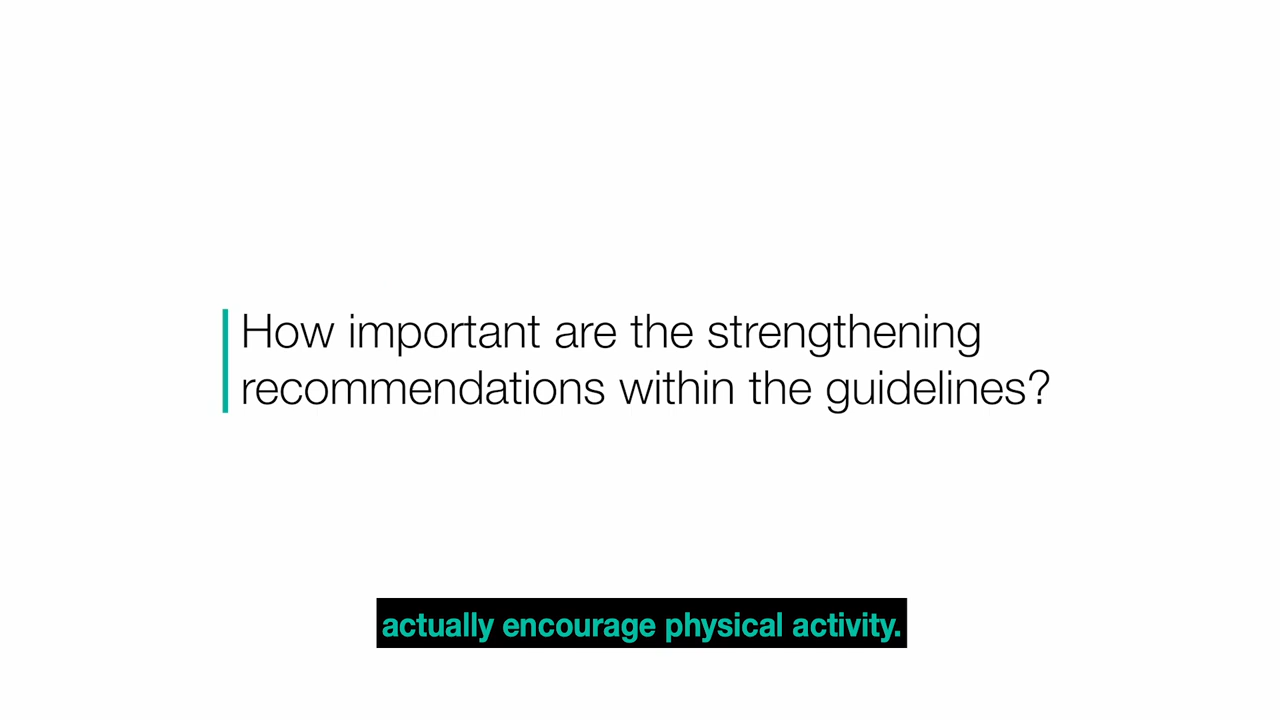 How important are the strengthening
recommendations within the guidelines?
actually encourage physical activity.